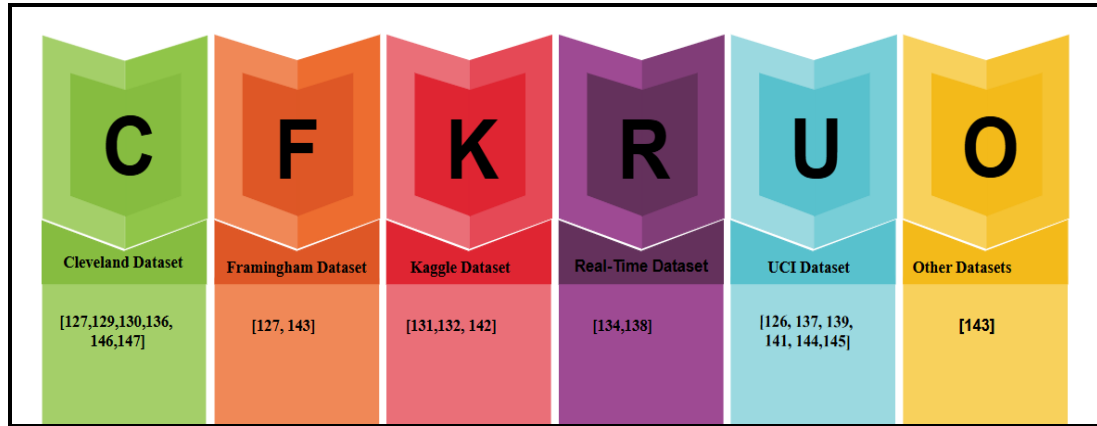 C
F
K
R
U
O
Cleveland Dataset
Framingham Dataset
Kaggle Dataset
Real-Time Dataset
UCI Dataset
Other Datasets
[127,129,130,136,
146,147]
[127, 143]
[131,132, 142]
[134,138]
[126, 137, 139,
141, 144,145]
[143]